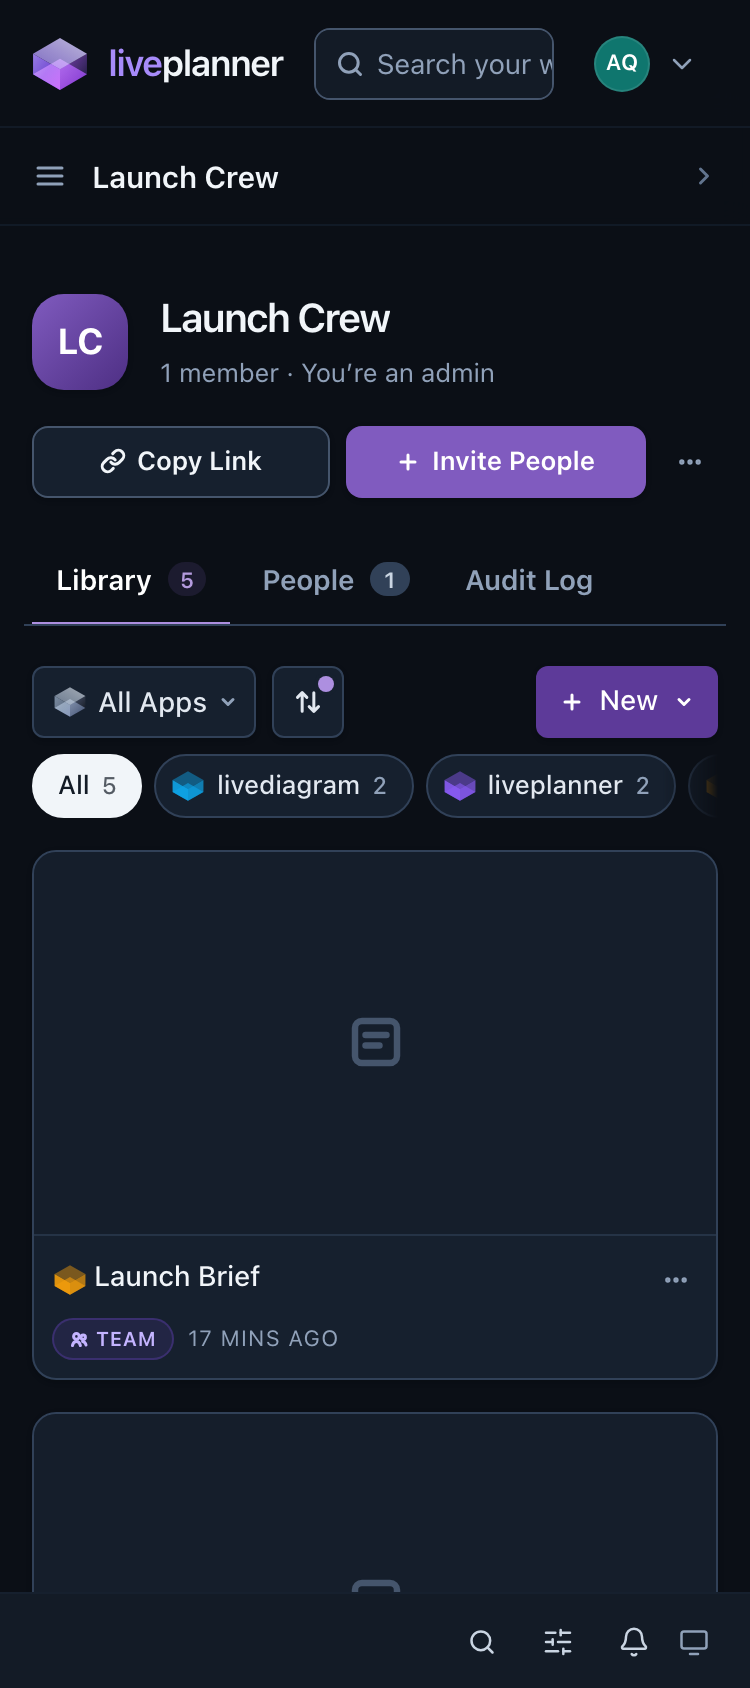 liveplanner
Search your w
AQ
Launch Crew
LC
Launch Crew
1 member · You’re an admin
Copy Link
+ Invite People
Library 5
People 1
Audit Log
All Apps
+ New
All 5
livediagram 2
liveplanner 2
Launch Brief
TEAM
17 MINS AGO